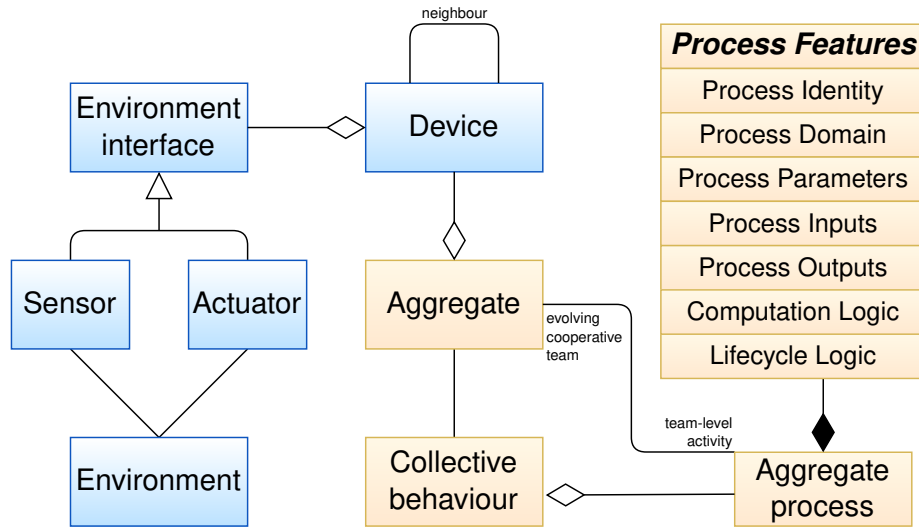 neighbour
Process Features
Environment
interface
Device
Process Identity
Process Domain
Process Parameters
Process Inputs
Process Outputs
Computation Logic
Lifecycle Logic
Sensor
Actuator
Aggregate
evolving
cooperative
team
team-level
activity
Environment
Collective
behaviour
Aggregate
process